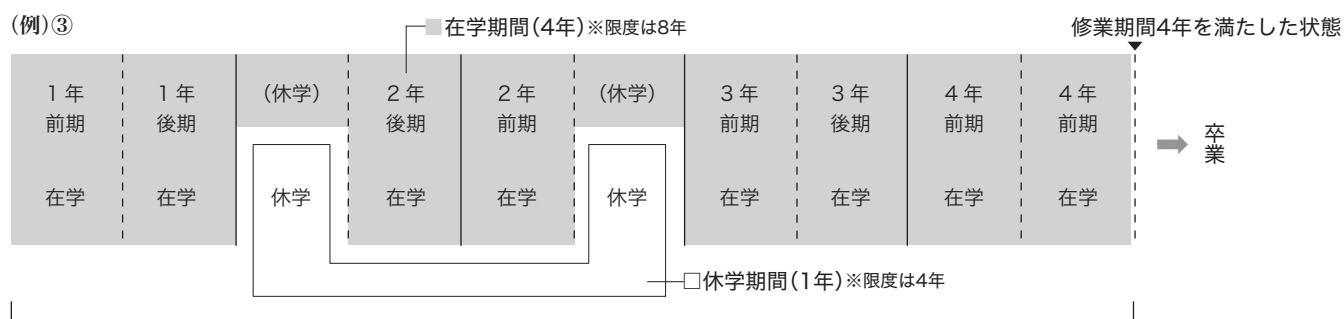 (例)③
■在学期間(4年)※限度は8年
修業期間4年を満たした状態
1年 1年 (休学) 2年 2年 (休学) 3年 3年 4年 4年
前期 後期 後期 前期 前期 後期 前期 前期
卒業
在学 在学 休学 在学 在学 休学 在学 在学 在学 在学
□休学期間(1年)※限度は4年